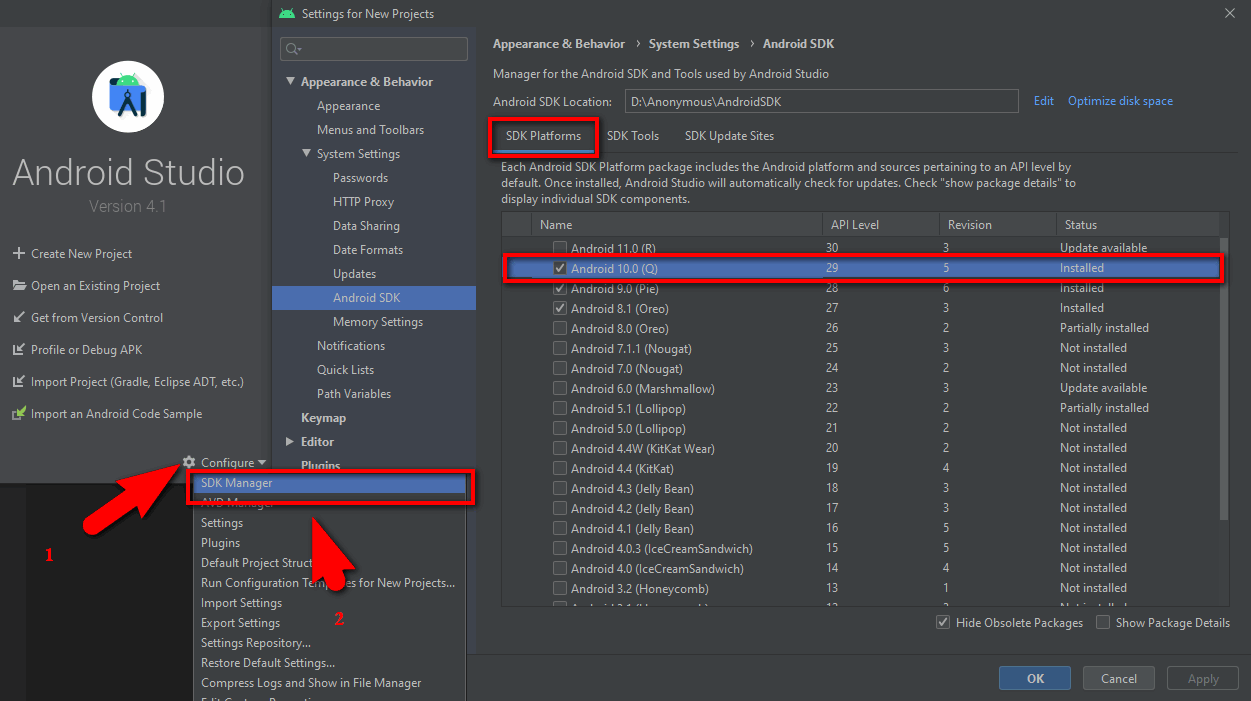 Settings for New Projects
Android Studio
Version 4.1
Create New Project
Open an Existing Project
Get from Version Control
Profile or Debug APK
Import Project (Gradle, Eclipse ADT, etc.)
Import an Android Code Sample
Configure
SDK Manager
AVD Manager
Settings
Plugins
Default Project Struct
Run Configuration Temp es for New Projects...
Import Settings
Export Settings
Settings Repository...
Restore Default Settings...
Compress Logs and Show in File Manager
1
2
Appearance & Behavior
Appearance
Menus and Toolbars
System Settings
Passwords
HTTP Proxy
Data Sharing
Date Formats
Updates
Android SDK
Memory Settings
Notifications
Quick Lists
Path Variables
Keymap
Editor
Plugins
Appearance & Behavior › System Settings › Android SDK
Manager for the Android SDK and Tools used by Android Studio
Android SDK Location: D:\Anonymous\AndroidSDK Edit Optimize disk space
SDK Platforms SDK Tools SDK Update Sites
Each Android SDK Platform package includes the Android platform and sources pertaining to an API level by
default. Once installed, Android Studio will automatically check for updates. Check "show package details" to
display individual SDK components.
Name API Level Revision Status
Android 11.0 (R) 30 3 Update available
Android 10.0 (Q) 29 5 Installed
Android 9.0 (Pie) 28 6 Installed
Android 8.1 (Oreo) 27 3 Installed
Android 8.0 (Oreo) 26 2 Partially installed
Android 7.1.1 (Nougat) 25 3 Not installed
Android 7.0 (Nougat) 24 2 Not installed
Android 6.0 (Marshmallow) 23 3 Update available
Android 5.1 (Lollipop) 22 2 Partially installed
Android 5.0 (Lollipop) 21 2 Not installed
Android 4.4W (KitKat Wear) 20 2 Not installed
Android 4.4 (KitKat) 19 4 Not installed
Android 4.3 (Jelly Bean) 18 3 Not installed
Android 4.2 (Jelly Bean) 17 3 Not installed
Android 4.1 (Jelly Bean) 16 5 Not installed
Android 4.0.3 (IceCreamSandwich) 15 5 Not installed
Android 4.0 (IceCreamSandwich) 14 4 Not installed
Android 3.2 (Honeycomb) 13 1 Not installed
Hide Obsolete Packages Show Package Details
OK Cancel Apply